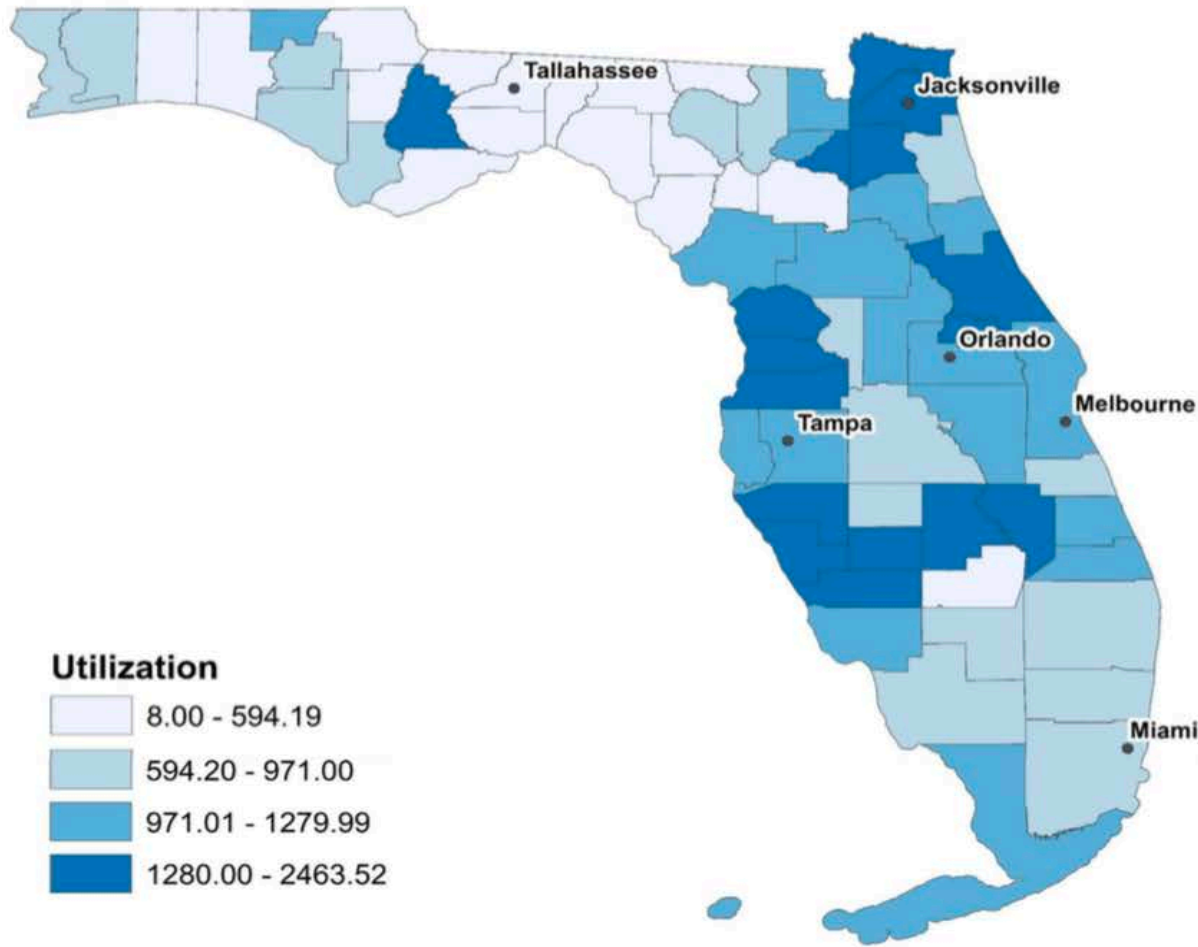 Tallahassee
Jacksonville
Orlando
Melbourne
Tampa
Miami
Utilization
8.00 - 594.19
594.20 - 971.00
971.01 - 1279.99
1280.00 - 2463.52